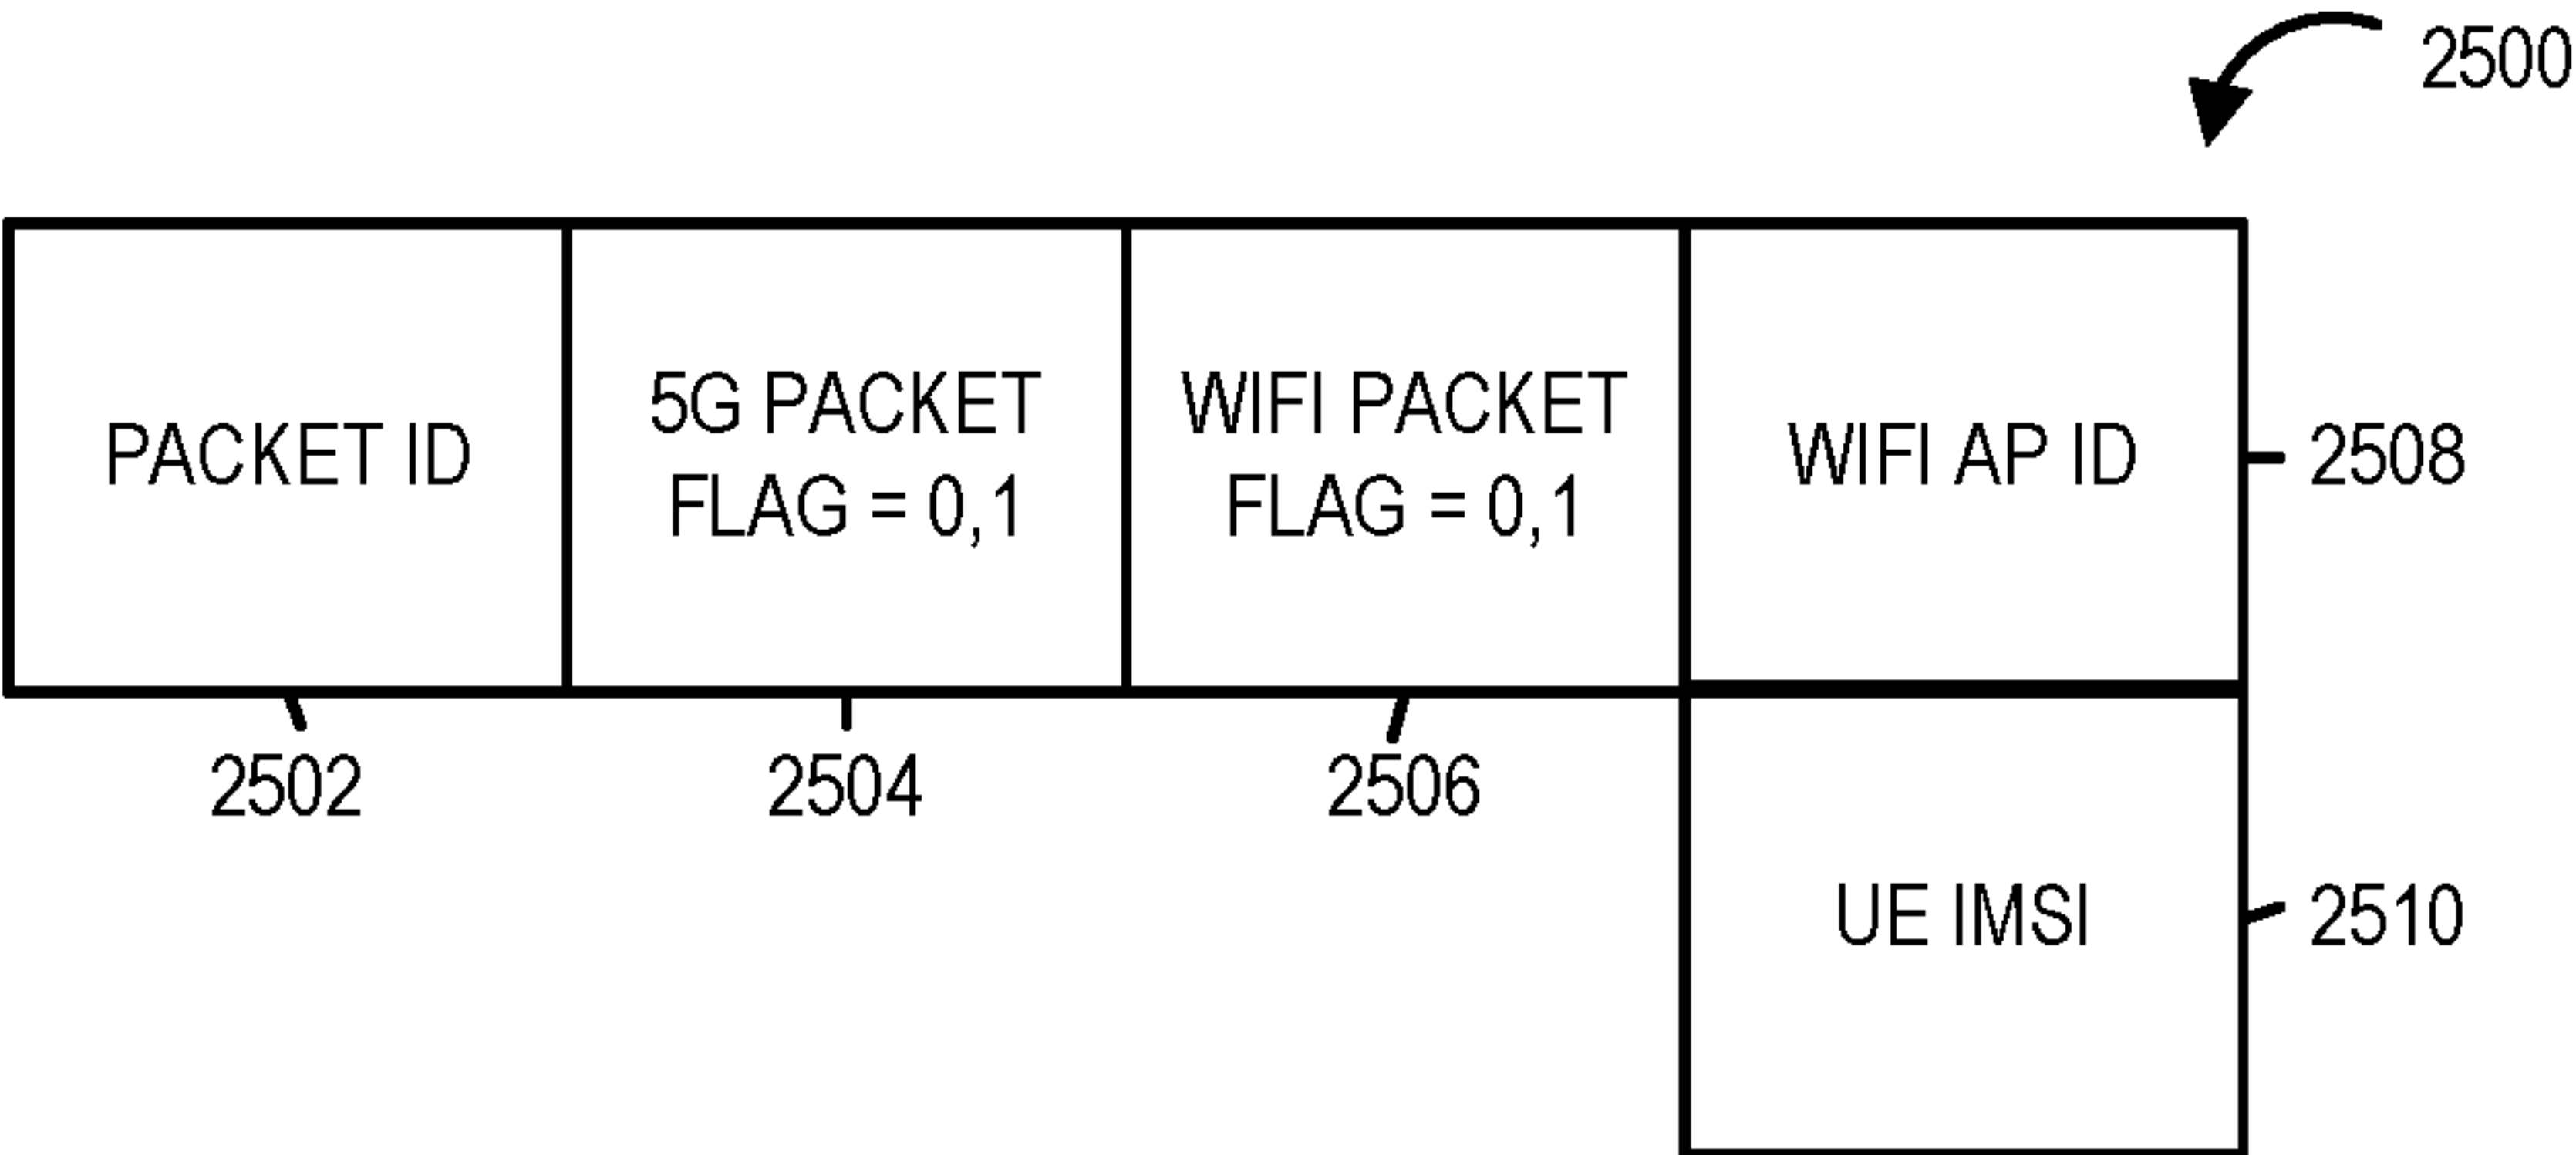 2500
PACKET ID
5G PACKET
FLAG = 0,1
WIFI PACKET
FLAG = 0,1
WIFI AP ID
2508
2502
2504
2506
UE IMSI
2510